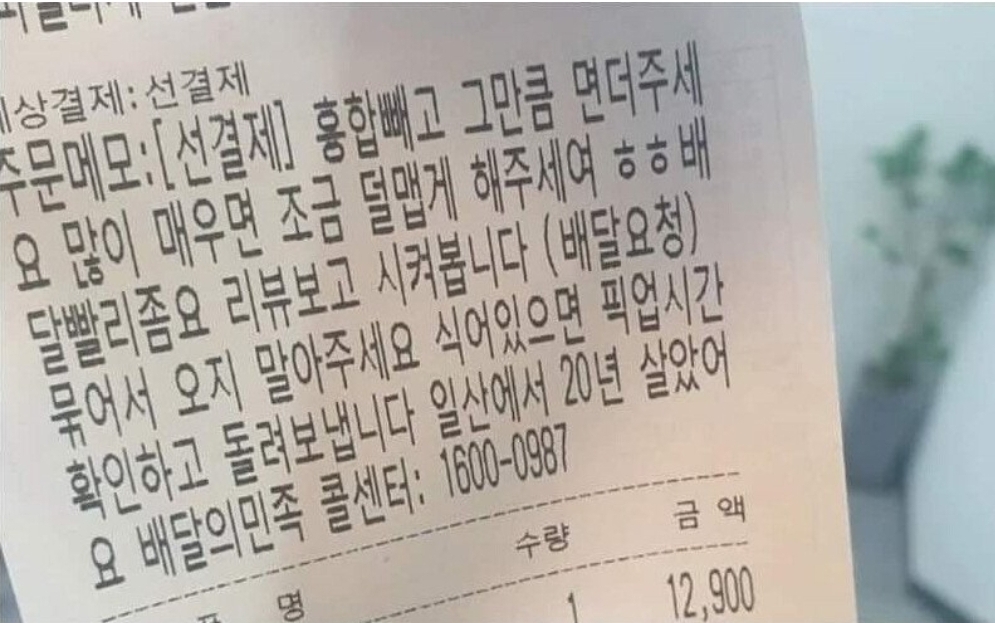 상결제: 선결제
주문메모:[선결제] 홍합빼고 그만큼 면더주세
요 많이 매우면 조금 덜맵게 해주세여 ㅎㅎ배
달빨리좀요 리뷰보고 시켜봅니다 (배달요청)
묶어서 오지 말아주세요 식어있으면 픽업시간
확인하고 돌려보냅니다 일산에서 20년 살았어
요 배달의민족 콜센터: 1600-0987
명 수량 금액
1 12,900